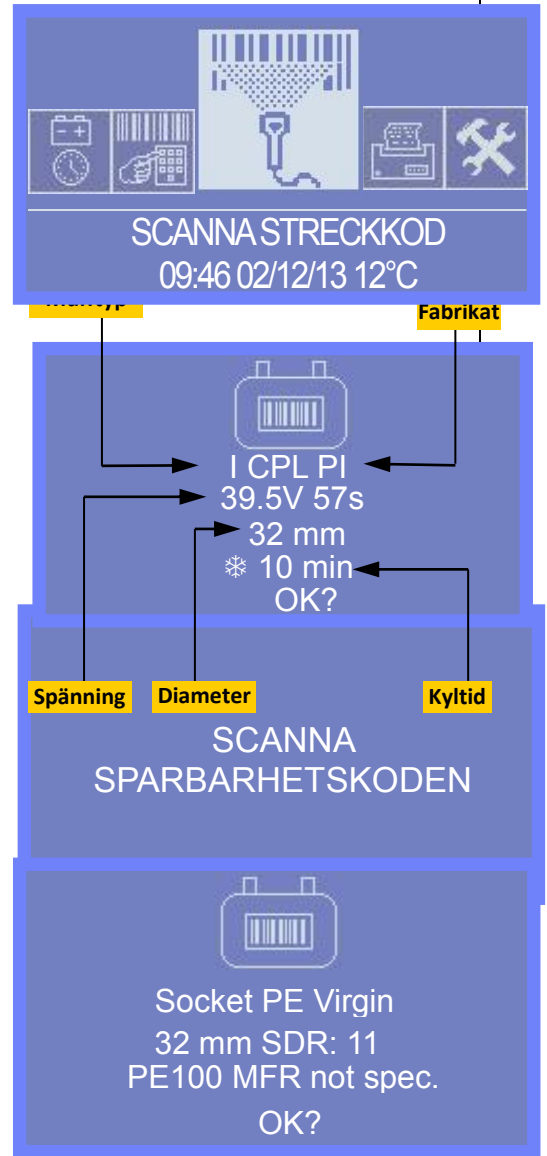 SCANNA STRECKKOD
09:46 02/12/13 12°C
Fabrikat
I CPL PI
39.5V 57s
32 mm
❄ 10 min
OK?
Spänning
Diameter
Kyltid
SCANNA
SPARBARHETSKODEN
Socket PE Virgin
32 mm SDR: 11
PE100 MFR not spec.
OK?